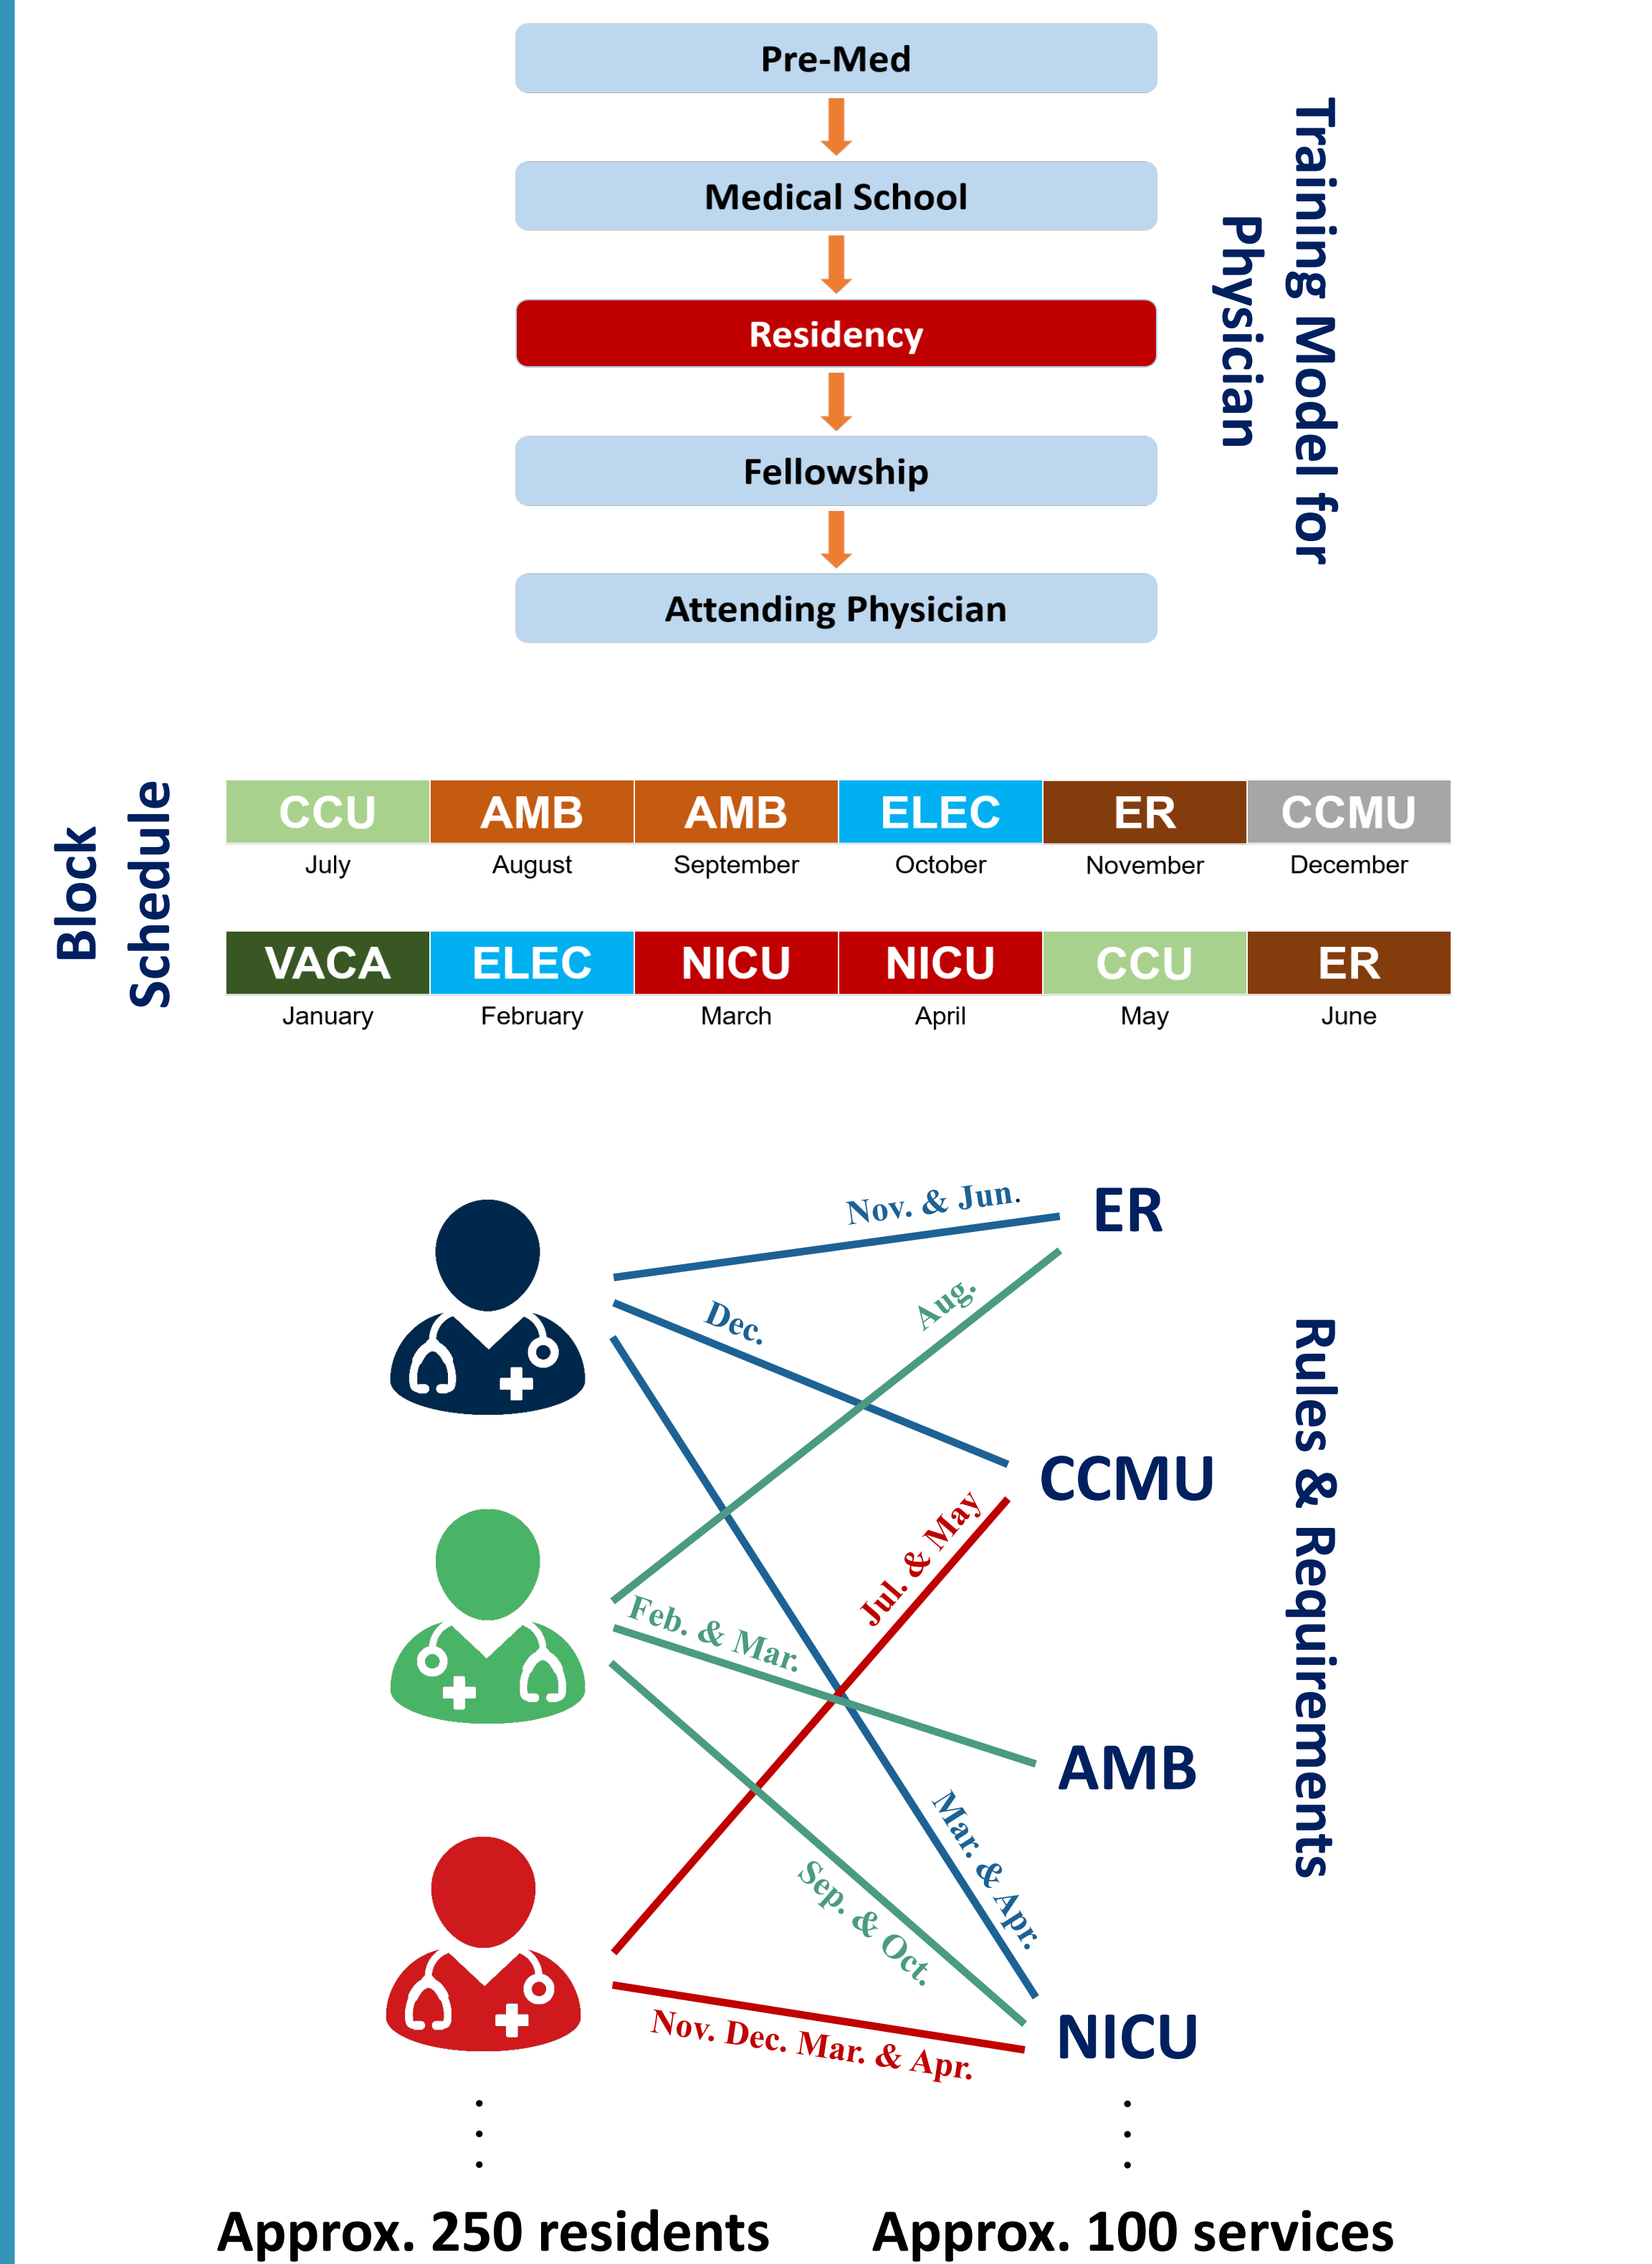 Pre-Med
Medical School
Residency
Fellowship
Attending Physician
Training Model for
Physician
Block
Schedule
CCU AMB AMB ELEC ER CCMU
July August September October November December
VACA ELEC NICU NICU CCU ER
January February March April May June
Nov. & Jun.
ER
Aug.
Dec.
CCMU
Jul. & May
Feb. & Mar.
AMB
Mar. & Apr.
Sep. & Oct.
NICU
Nov. Dec. Mar. & Apr.
Rules & Requirements
Approx. 250 residents
Approx. 100 services